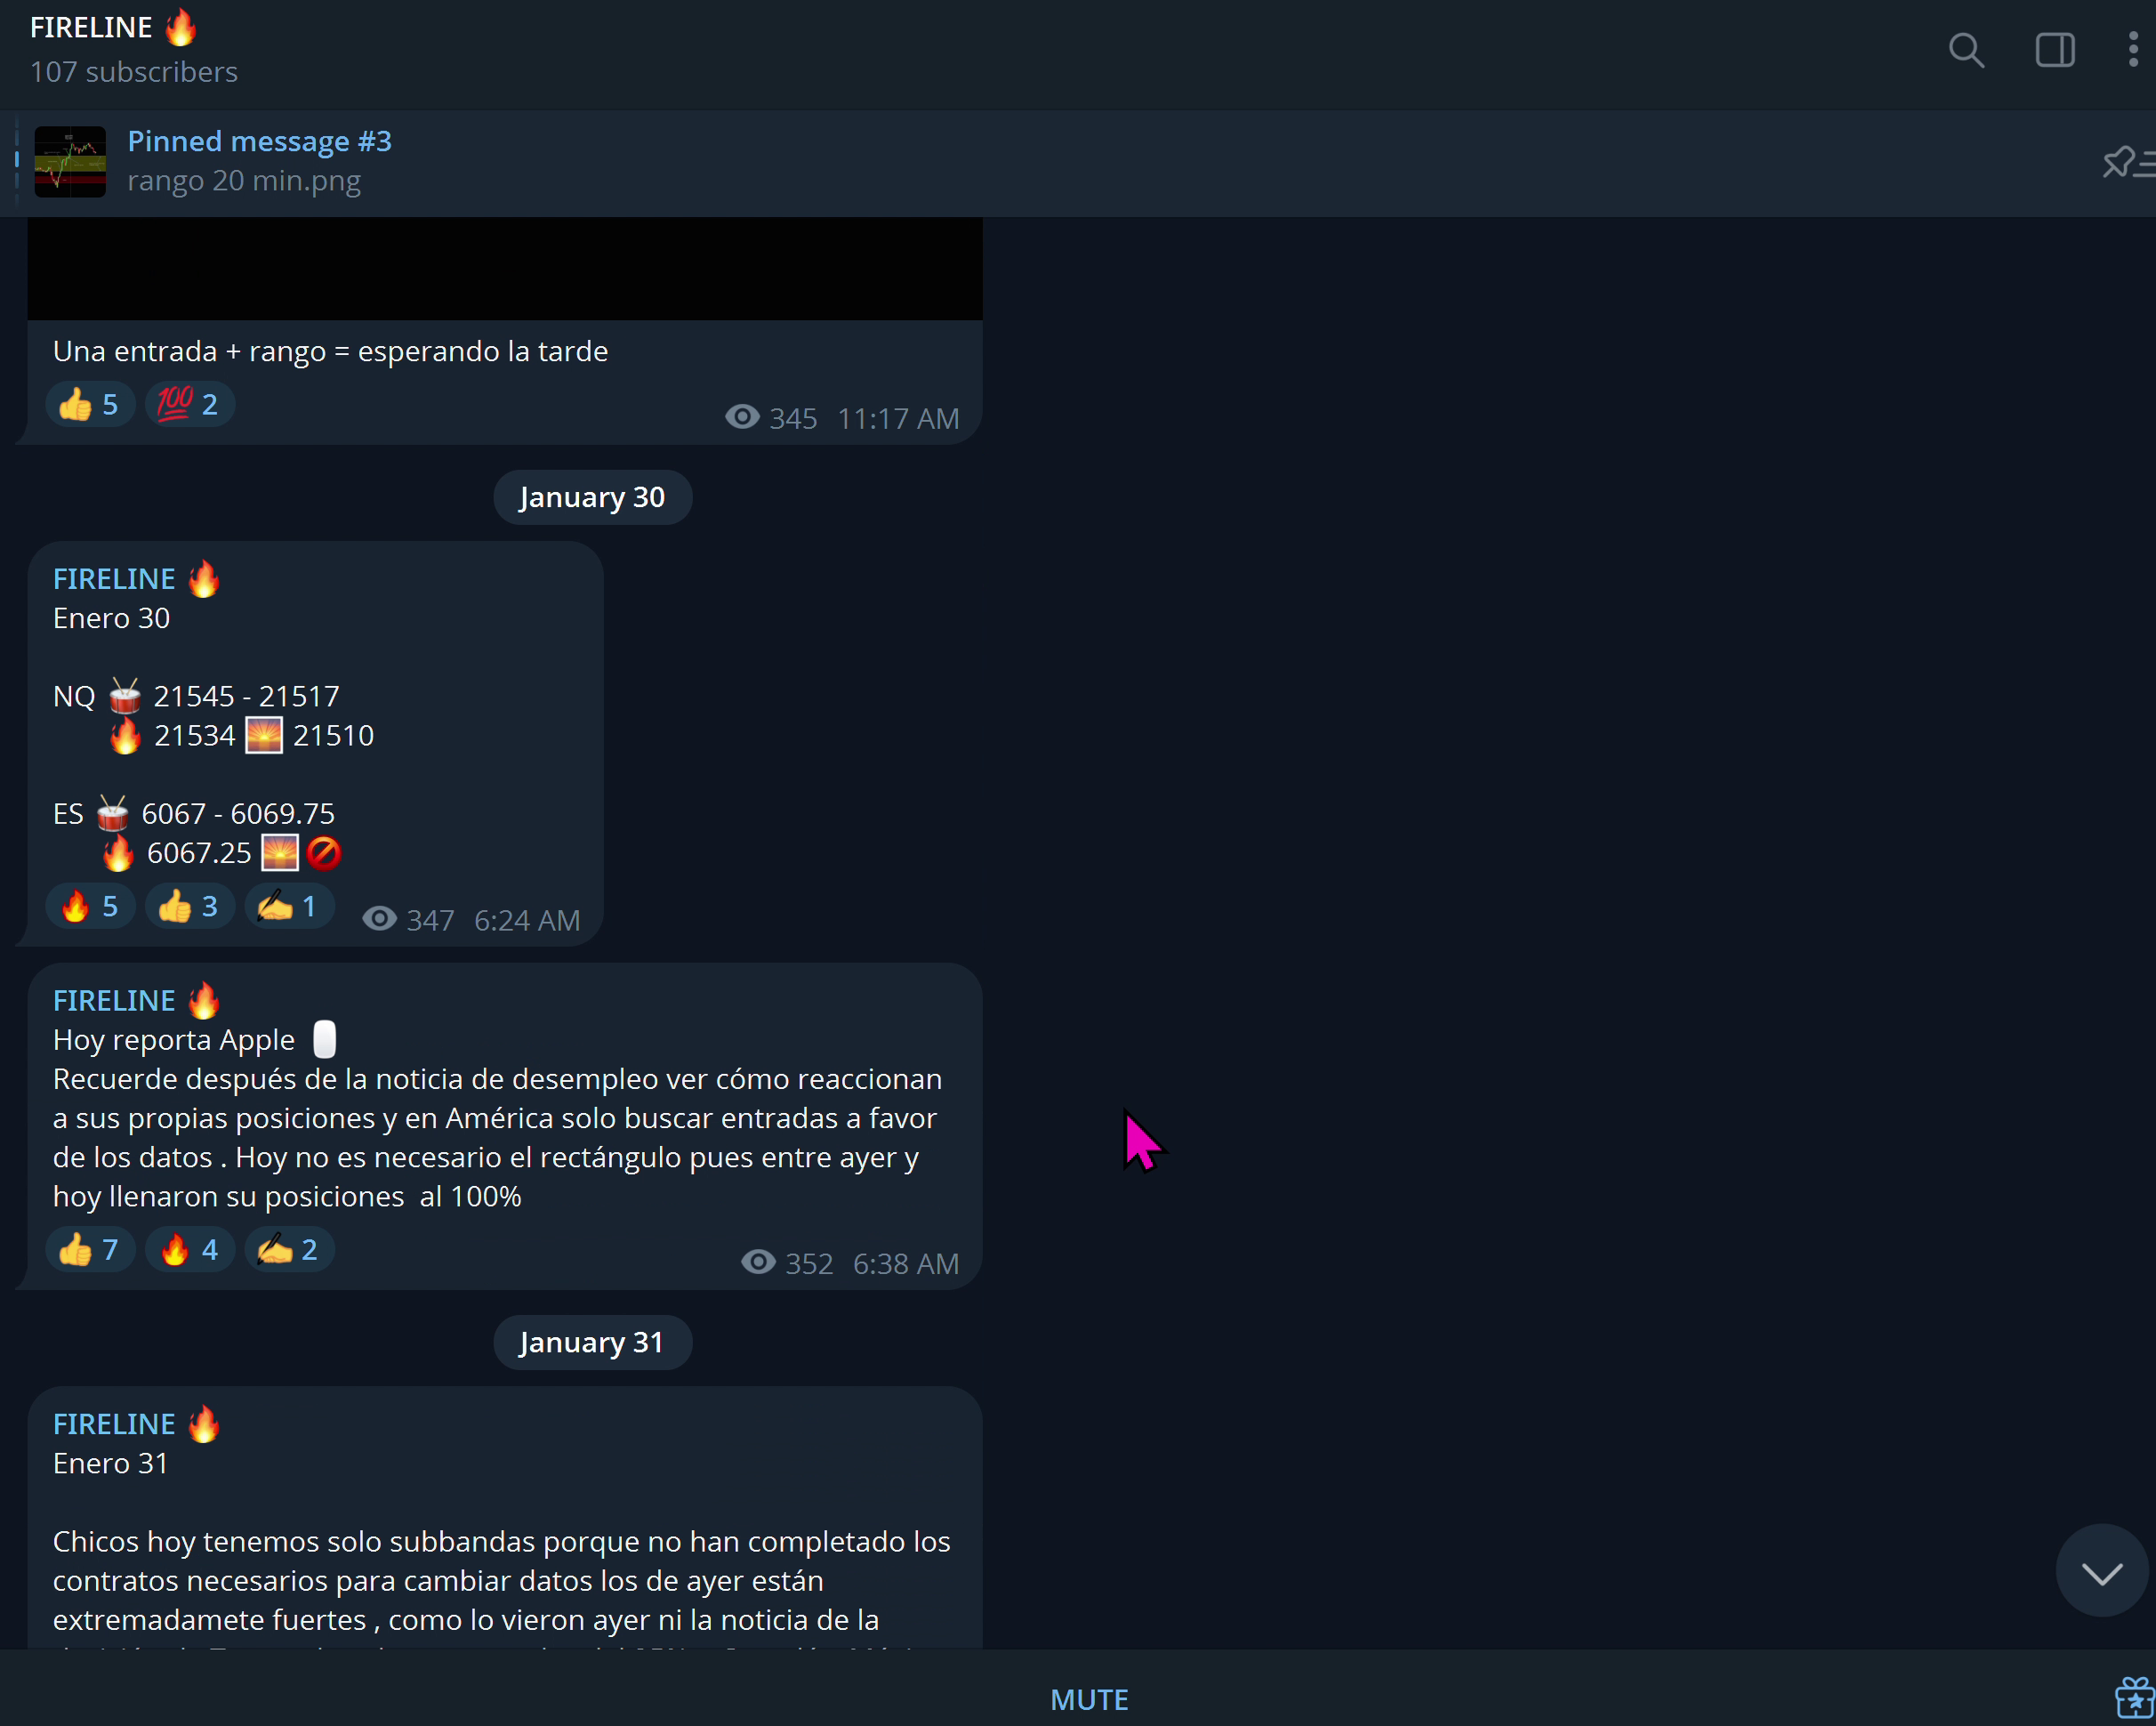 FIRELINE 🔥
107 subscribers
Pinned message #3
rango 20 min.png
Una entrada + rango = esperando la tarde
👍 5 💯 2 345 11:17 AM
January 30
FIRELINE 🔥
Enero 30
NQ 🥁 21545 - 21517
🔥 21534 🌅 21510
ES 🥁 6067 - 6069.75
🔥 6067.25 🌅🚫
🔥 5 👍 3 ✍ 1 347 6:24 AM
FIRELINE 🔥
Hoy reporta Apple
Recuerde después de la noticia de desempleo ver cómo reaccionan
a sus propias posiciones y en América solo buscar entradas a favor
de los datos . Hoy no es necesario el rectángulo pues entre ayer y
hoy llenaron su posiciones  al 100%
👍 7 🔥 4 ✍ 2 352 6:38 AM
January 31
FIRELINE 🔥
Enero 31
Chicos hoy tenemos solo subbandas porque no han completado los
contratos necesarios para cambiar datos los de ayer están
extremadamete fuertes , como lo vieron ayer ni la noticia de la
MUTE